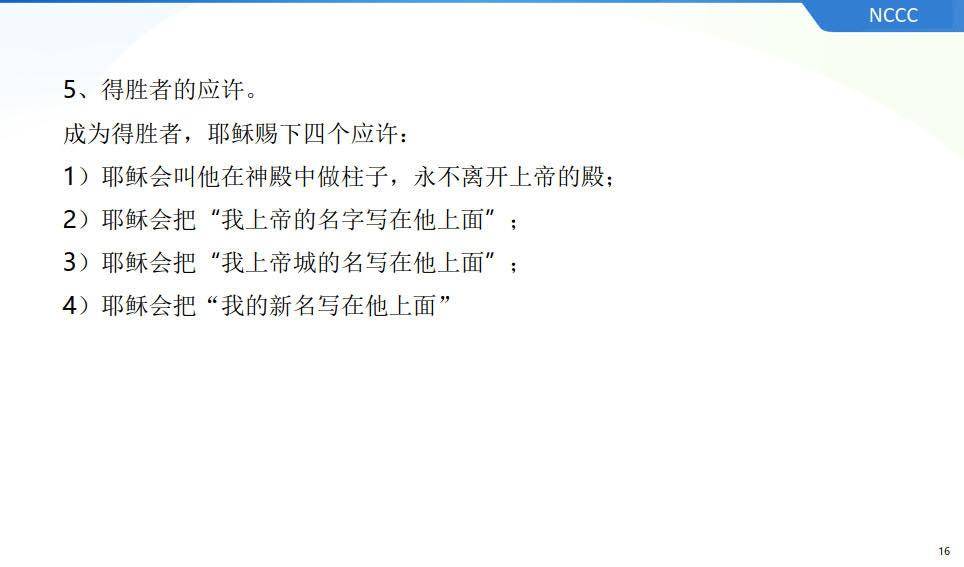 NCCC
5、得胜者的应许。
成为得胜者，耶稣赐下四个应许：
1）耶稣会叫他在神殿中做柱子，永不离开上帝的殿；
2）耶稣会把“我上帝的名字写在他上面”；
3）耶稣会把“我上帝城的名写在他上面”；
4）耶稣会把“我的新名写在他上面”
16